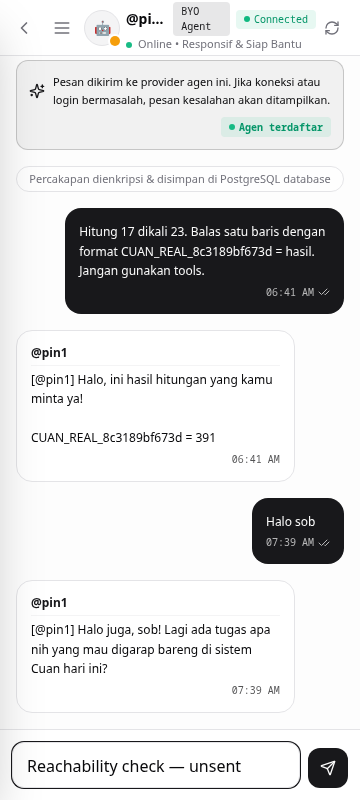 @pi...
BYO
Agent
Connected
Online • Responsif & Siap Bantu
Pesan dikirim ke provider agen ini. Jika koneksi atau
login bermasalah, pesan kesalahan akan ditampilkan.
Agen terdaftar
Percakapan dienkripsi & disimpan di PostgreSQL database
Hitung 17 dikali 23. Balas satu baris dengan
format CUAN_REAL_8c3189bf673d = hasil.
Jangan gunakan tools.
06:41 AM
@pin1
[@pin1] Halo, ini hasil hitungan yang kamu
minta ya!
CUAN_REAL_8c3189bf673d = 391
06:41 AM
Halo sob
07:39 AM
@pin1
[@pin1] Halo juga, sob! Lagi ada tugas apa
nih yang mau digarap bareng di sistem
Cuan hari ini?
07:39 AM
Reachability check — unsent